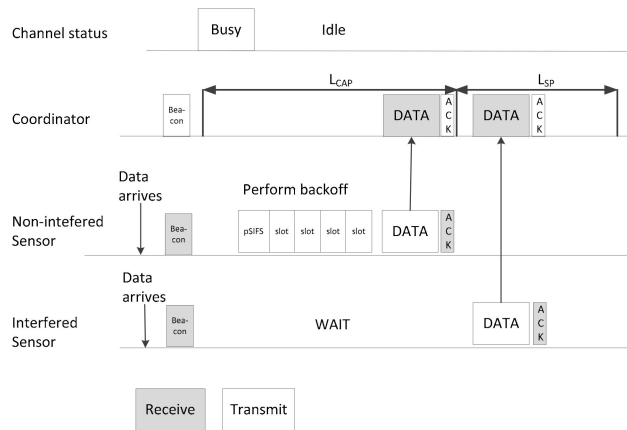 Channel status
Busy
Idle
L_CAP
L_SP
Coordinator
Bea-
con
DATA
A
C
K
DATA
A
C
K
Data
arrives
Perform backoff
Non-intefered
Sensor
Bea-
con
pSIFS
slot
slot
slot
slot
DATA
A
C
K
Data
arrives
Interfered
Sensor
Bea-
con
WAIT
DATA
A
C
K
Receive
Transmit